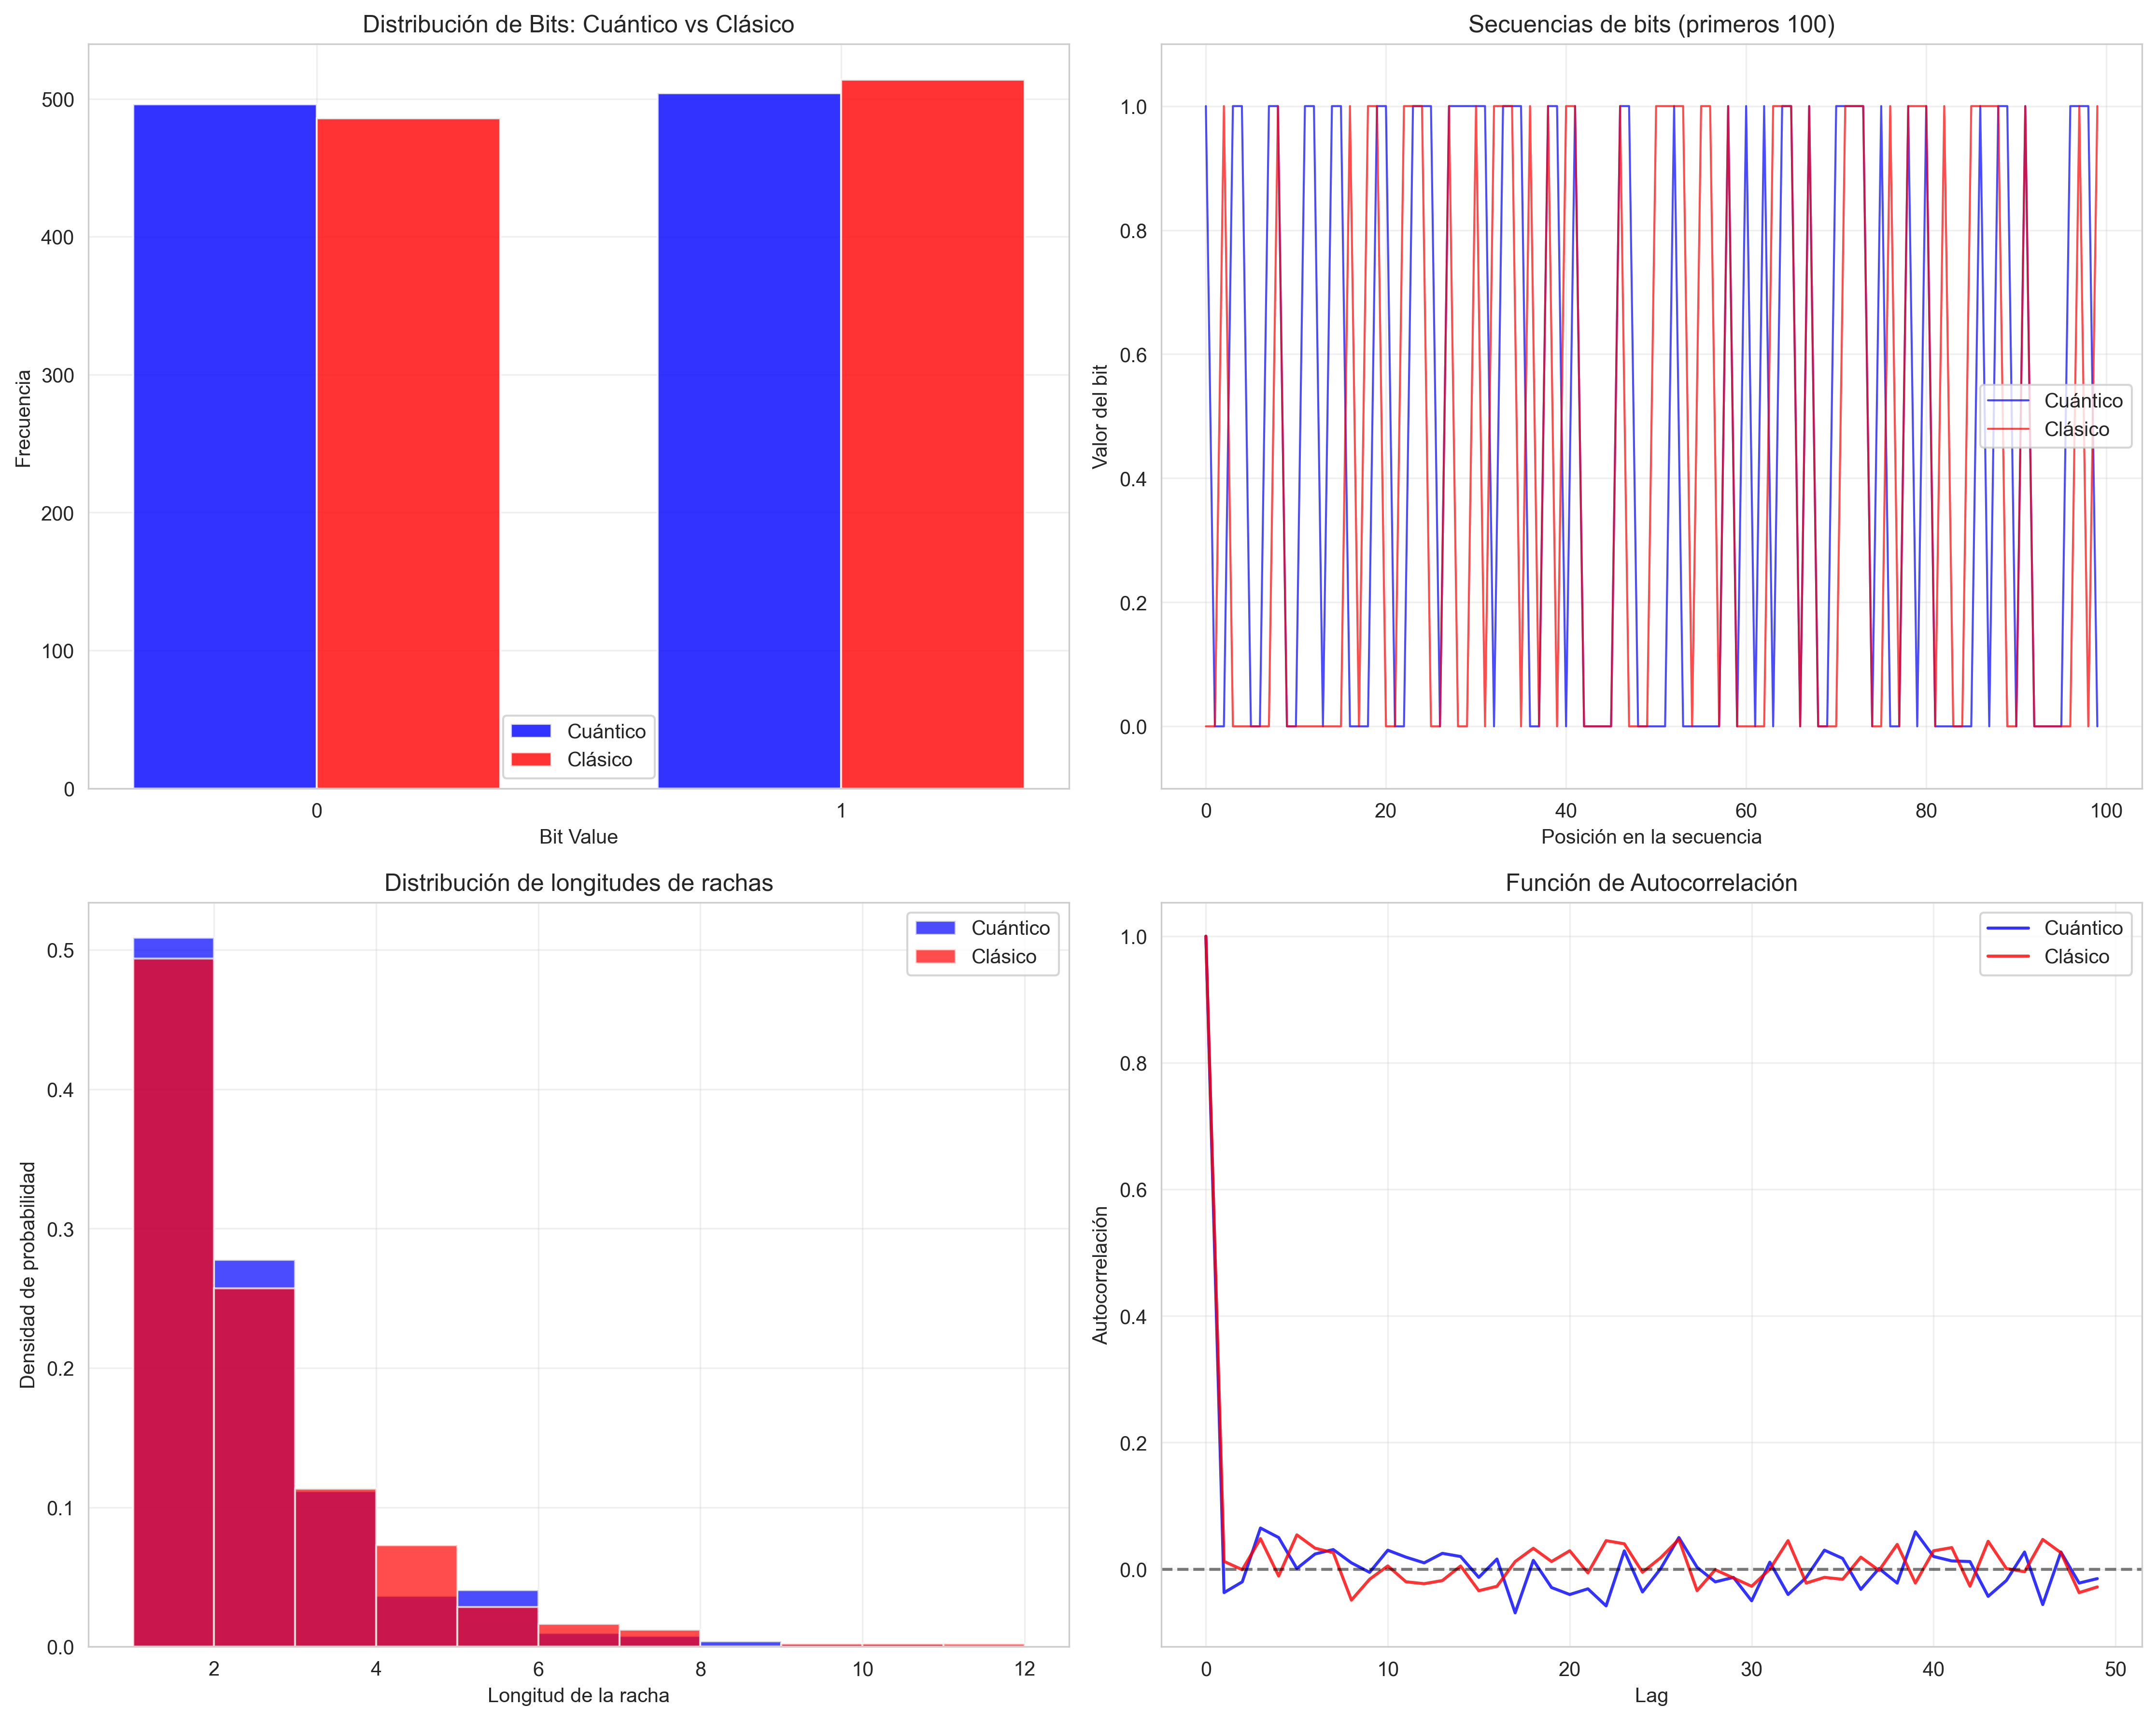 Distribución de Bits: Cuántico vs Clásico
Frecuencia
500
400
300
200
100
0
Cuántico
Clásico
0 1
Bit Value
Secuencias de bits (primeros 100)
Valor del bit
1.0
0.8
0.6
0.4
0.2
0.0
Cuántico
Clásico
0 20 40 60 80 100
Posición en la secuencia
Distribución de longitudes de rachas
Densidad de probabilidad
0.5
0.4
0.3
0.2
0.1
0.0
Cuántico
Clásico
2 4 6 8 10 12
Longitud de la racha
Función de Autocorrelación
Autocorrelación
1.0
0.8
0.6
0.4
0.2
0.0
Cuántico
Clásico
0 10 20 30 40 50
Lag